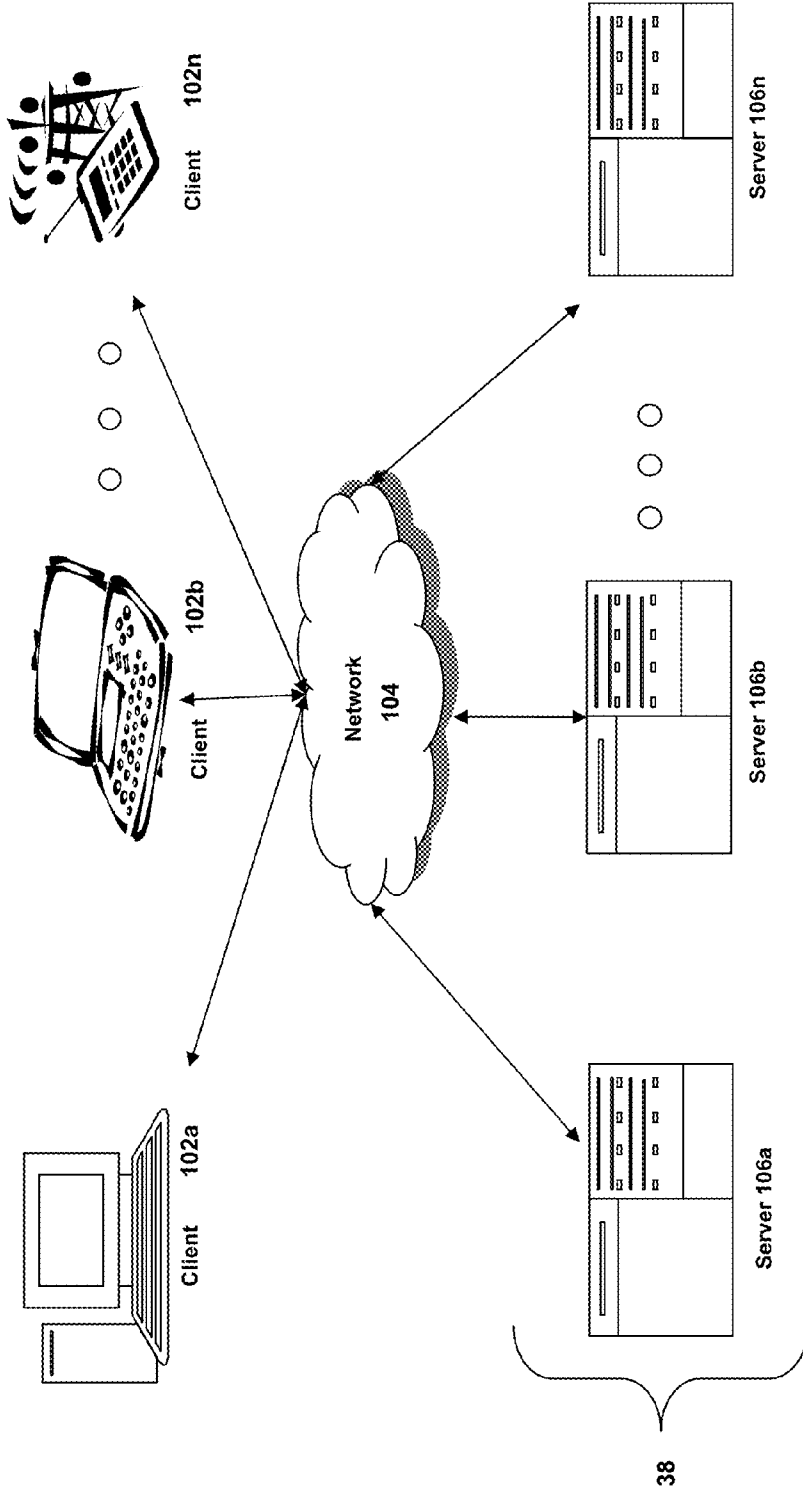 Client 102a
Client 102b
Client 102n
Network
104
Server 106a
Server 106b
Server 106n
38